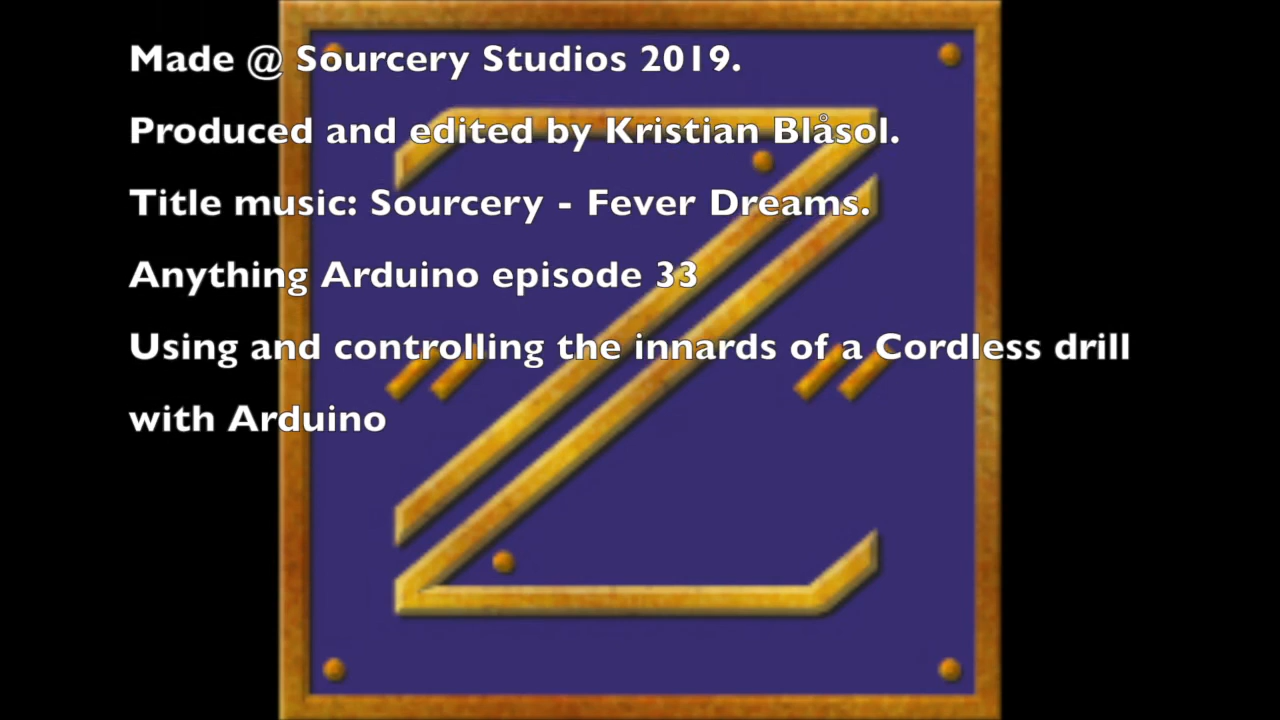 Made @ Sourcery Studios 2019.
Produced and edited by Kristian Blåsol.
Title music: Sourcery - Fever Dreams.
Anything Arduino episode 33
Using and controlling the innards of a Cordless drill
with Arduino